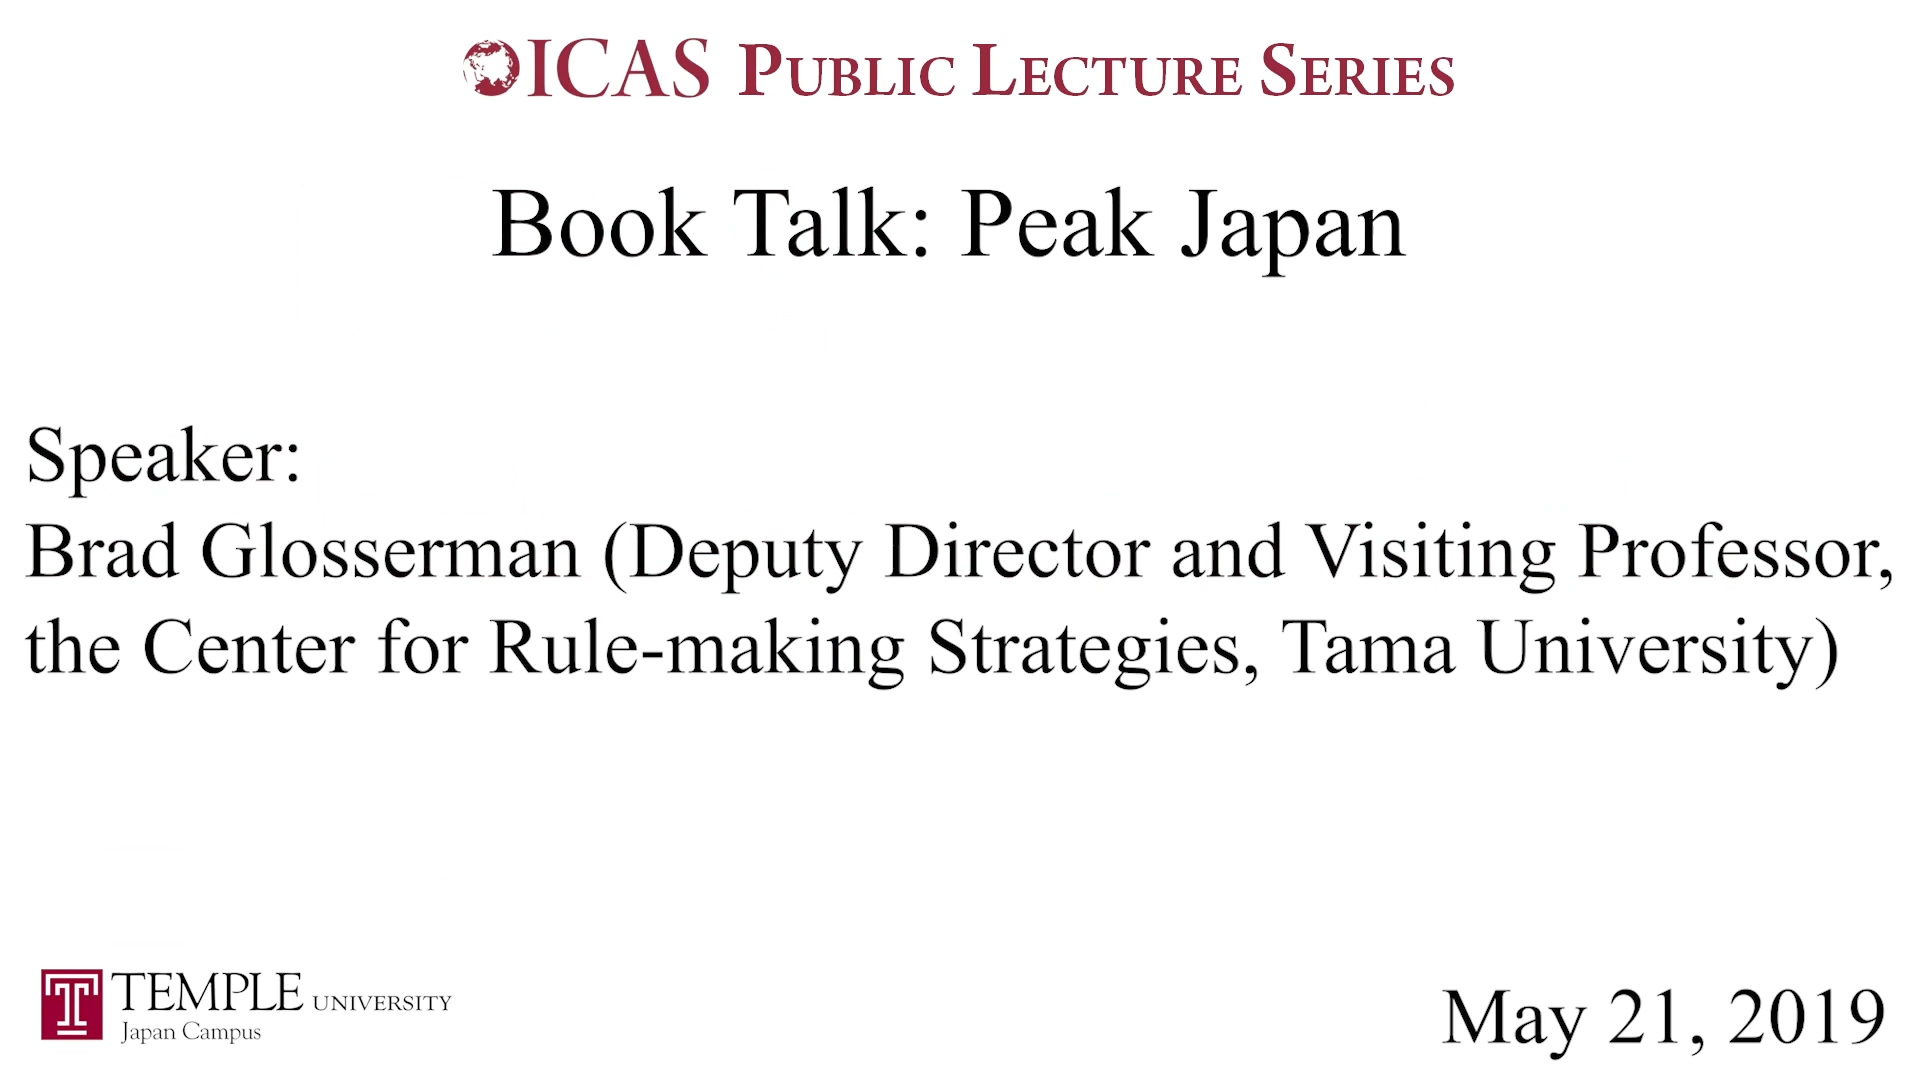 ICAS Public Lecture Series
Book Talk: Peak Japan
Speaker:
Brad Glosserman (Deputy Director and Visiting Professor,
the Center for Rule-making Strategies, Tama University)
TEMPLE UNIVERSITY
Japan Campus
May 21, 2019